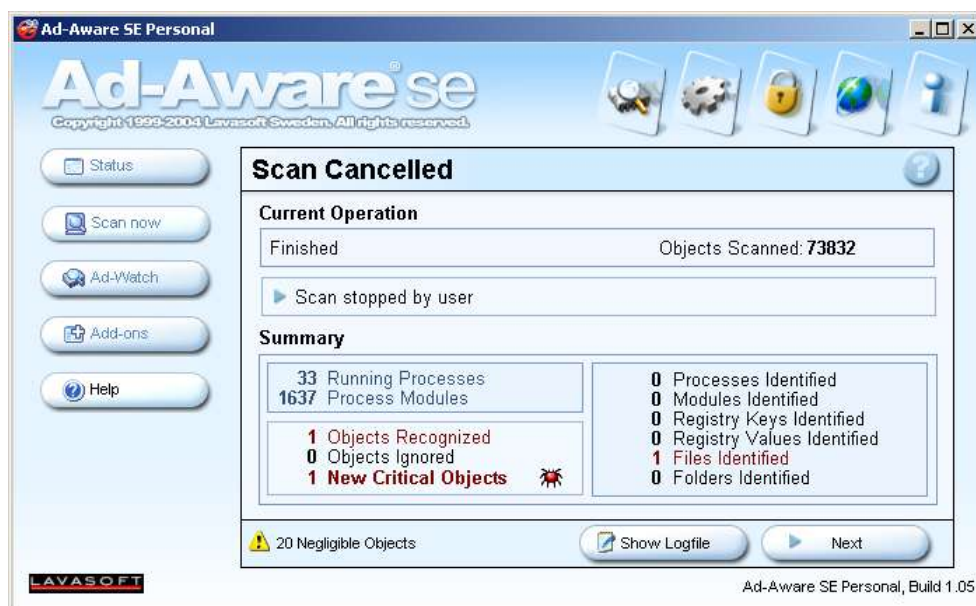 Ad-Aware SE Personal
Ad-Aware® se
Copyright 1999-2004 Lavasoft Sweden. All rights reserved.
Status
Scan now
Ad-Watch
Add-ons
Help
Scan Cancelled
?
Current Operation
Finished Objects Scanned: 73832
Scan stopped by user
Summary
33 Running Processes
1637 Process Modules
1 Objects Recognized
0 Objects Ignored
1 New Critical Objects
0 Processes Identified
0 Modules Identified
0 Registry Keys Identified
0 Registry Values Identified
1 Files Identified
0 Folders Identified
20 Negligible Objects
Show Logfile
Next
LAVASOFT
Ad-Aware SE Personal, Build 1.05